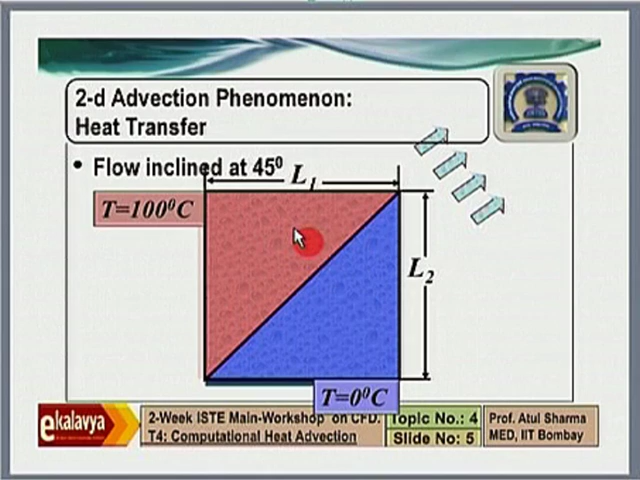 2-d Advection Phenomenon:
Heat Transfer
• Flow inclined at 45⁰
L₁
T=100⁰C
L₂
T=0⁰C
ekalavya
2-Week ISTE Main-Workshop on CFD.
T4: Computational Heat Advection
Topic No.: 4
Slide No: 5
Prof. Atul Sharma
MED, IIT Bombay